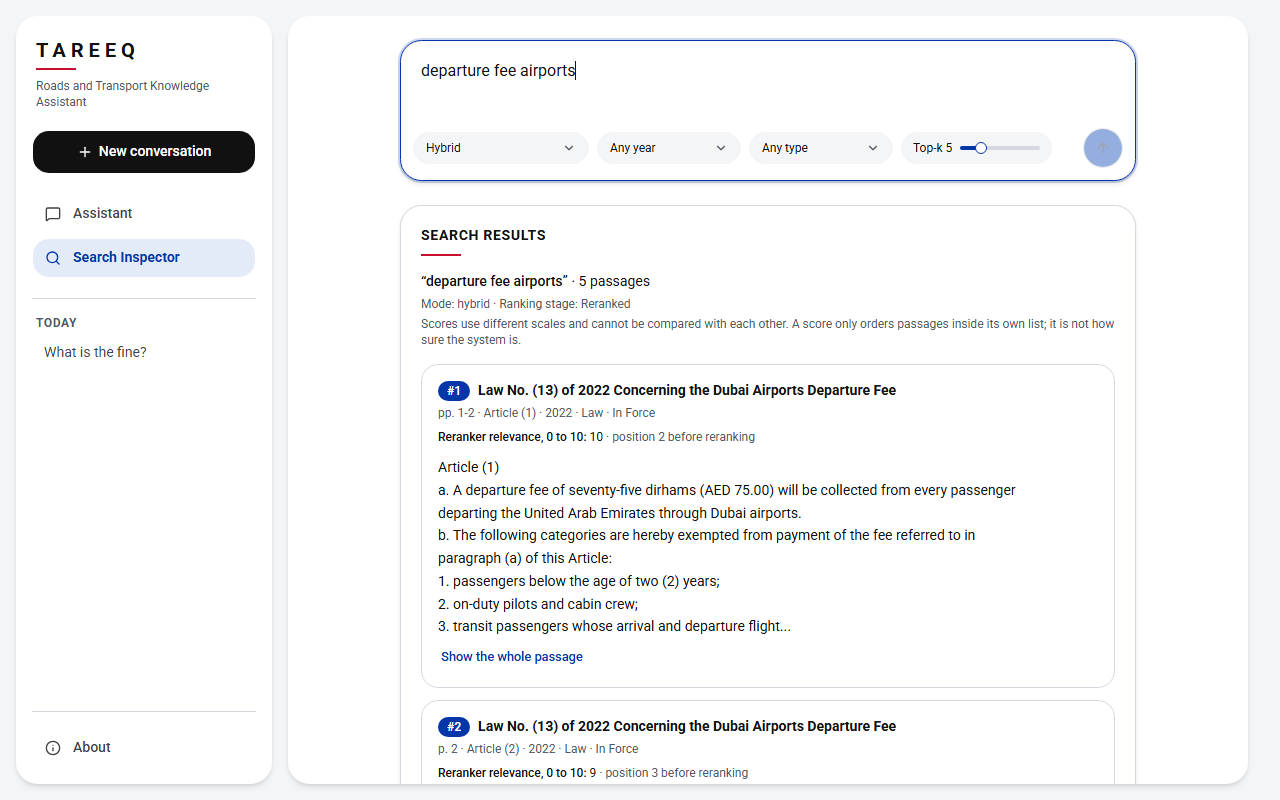 TAREEQ
Roads and Transport Knowledge
Assistant
New conversation
Assistant
Search Inspector
TODAY
What is the fine?
About
departure fee airports
Hybrid
Any year
Any type
Top-k 5
SEARCH RESULTS
“departure fee airports” · 5 passages
Mode: hybrid · Ranking stage: Reranked
Scores use different scales and cannot be compared with each other. A score only orders passages inside its own list; it is not how
sure the system is.
#1 Law No. (13) of 2022 Concerning the Dubai Airports Departure Fee
pp. 1-2 · Article (1) · 2022 · Law · In Force
Reranker relevance, 0 to 10: 10 · position 2 before reranking
Article (1)
a. A departure fee of seventy-five dirhams (AED 75.00) will be collected from every passenger
departing the United Arab Emirates through Dubai airports.
b. The following categories are hereby exempted from payment of the fee referred to in
paragraph (a) of this Article:
1. passengers below the age of two (2) years;
2. on-duty pilots and cabin crew;
3. transit passengers whose arrival and departure flight...
Show the whole passage
#2 Law No. (13) of 2022 Concerning the Dubai Airports Departure Fee
p. 2 · Article (2) · 2022 · Law · In Force
Reranker relevance, 0 to 10: 9 · position 3 before reranking